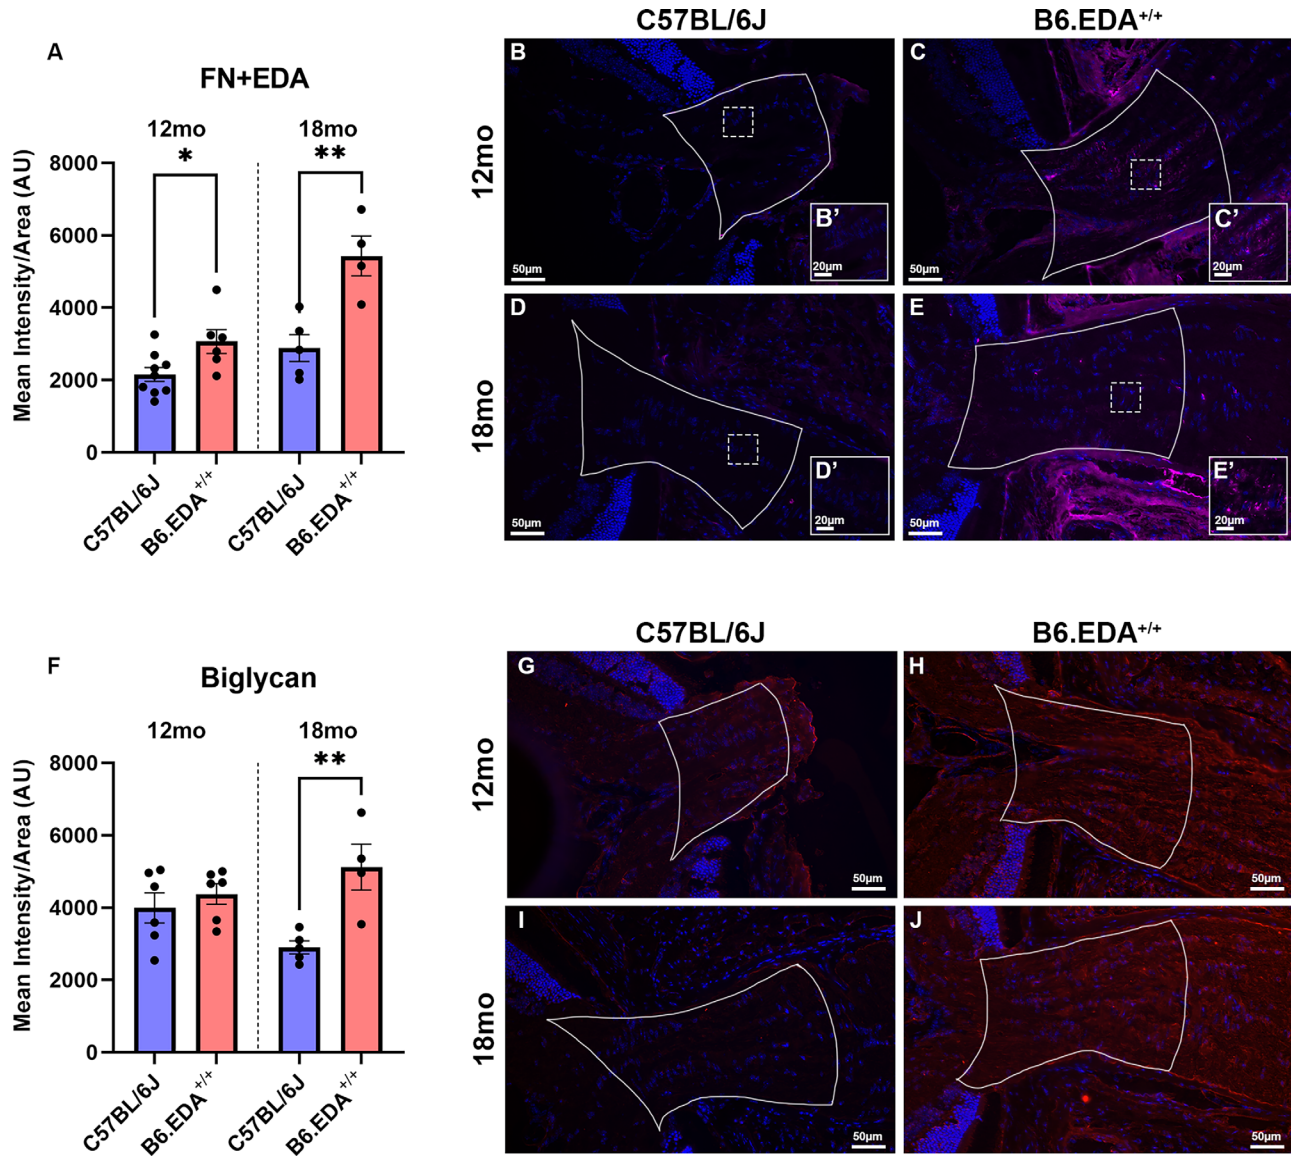 A
FN+EDA
12mo
18mo
*
**
8000
6000
4000
2000
0
Mean Intensity/Area (AU)
C57BL/6J
B6.EDA+/+
C57BL/6J
B6.EDA+/+
C57BL/6J
B6.EDA+/+
12mo
18mo
B
B’
50µm
20µm
C
C’
50µm
20µm
D
D’
50µm
20µm
E
E’
50µm
20µm
F
Biglycan
12mo
18mo
**
8000
6000
4000
2000
0
Mean Intensity/Area (AU)
C57BL/6J
B6.EDA+/+
C57BL/6J
B6.EDA+/+
C57BL/6J
B6.EDA+/+
12mo
18mo
G
50µm
H
50µm
I
50µm
J
50µm